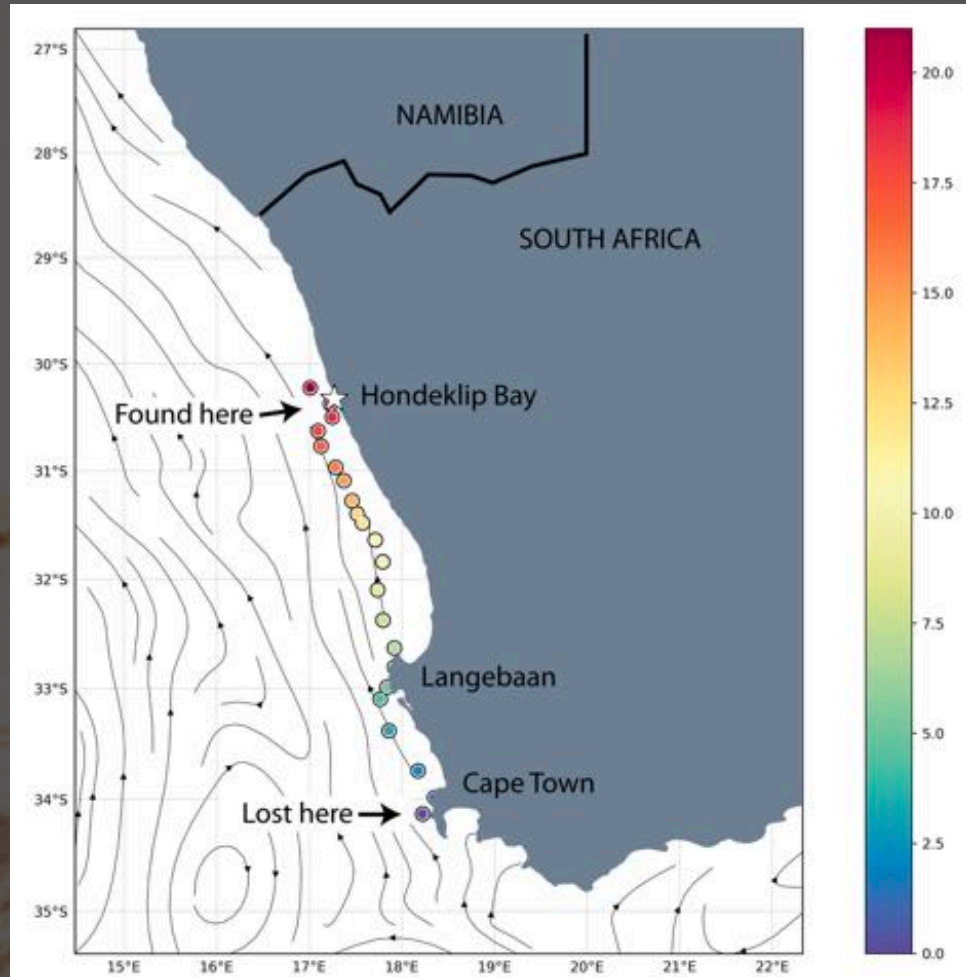 27°S
28°S
29°S
30°S
31°S
32°S
33°S
34°S
35°S
15°E
16°E
17°E
18°E
19°E
20°E
21°E
22°E
NAMIBIA
SOUTH AFRICA
Hondeklip Bay
Found here
Langebaan
Cape Town
Lost here
20.0
17.5
15.0
12.5
10.0
7.5
5.0
2.5
0.0